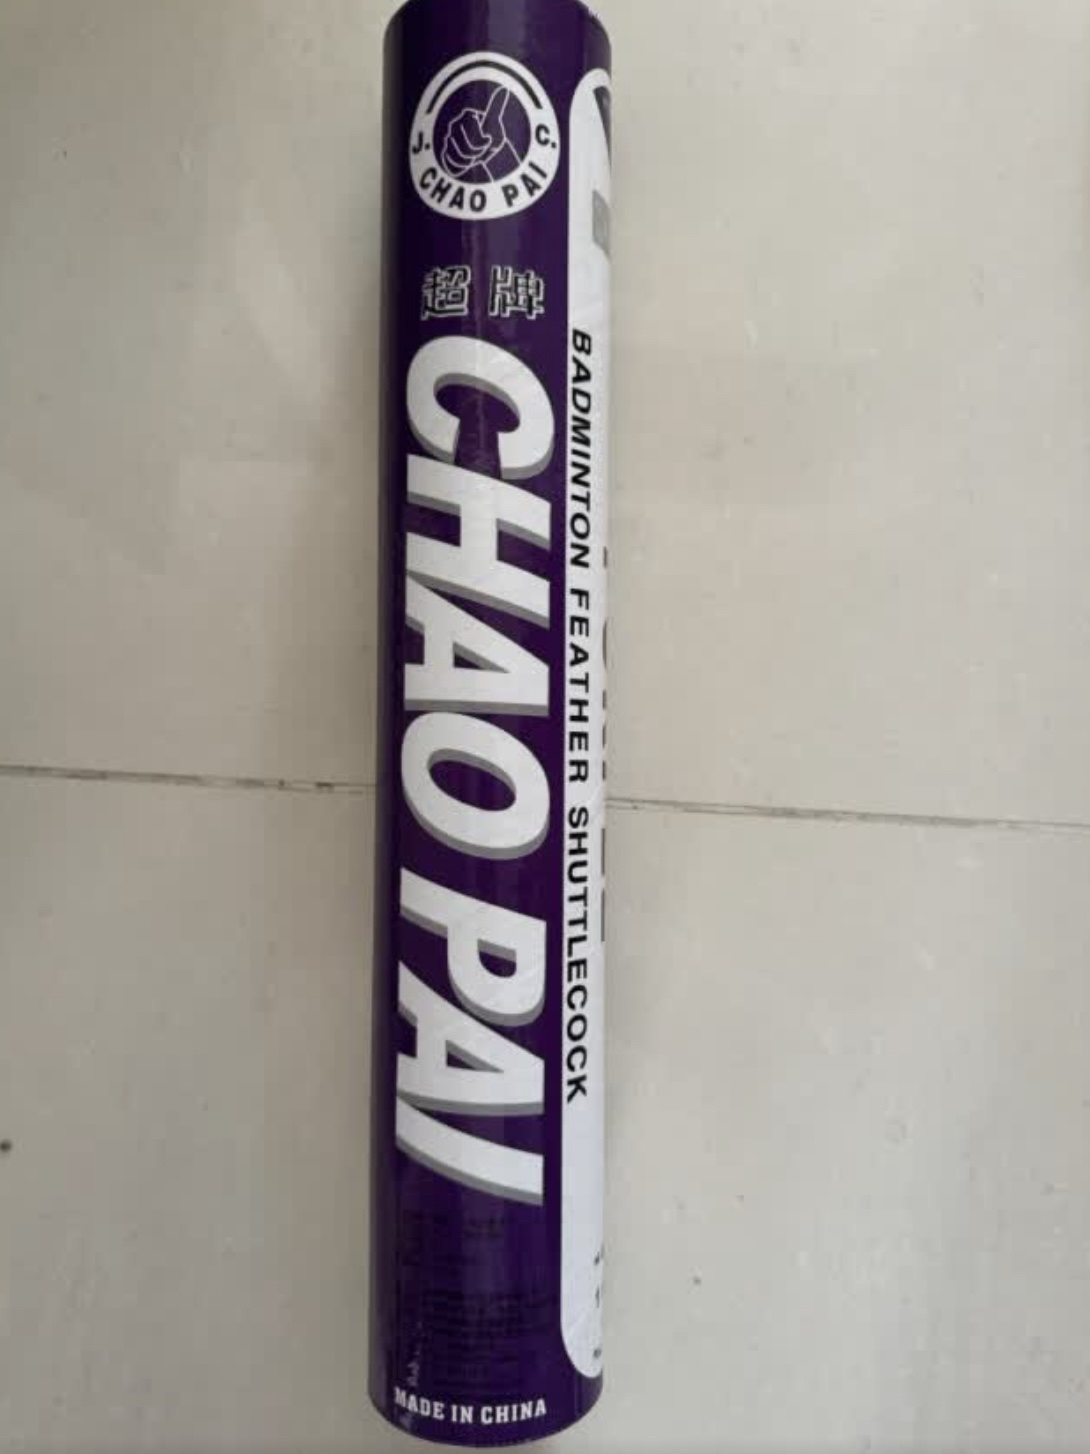 J. C.
CHAO PAI
超牌
CHAO PAI
BADMINTON FEATHER SHUTTLECOCK
MADE IN CHINA